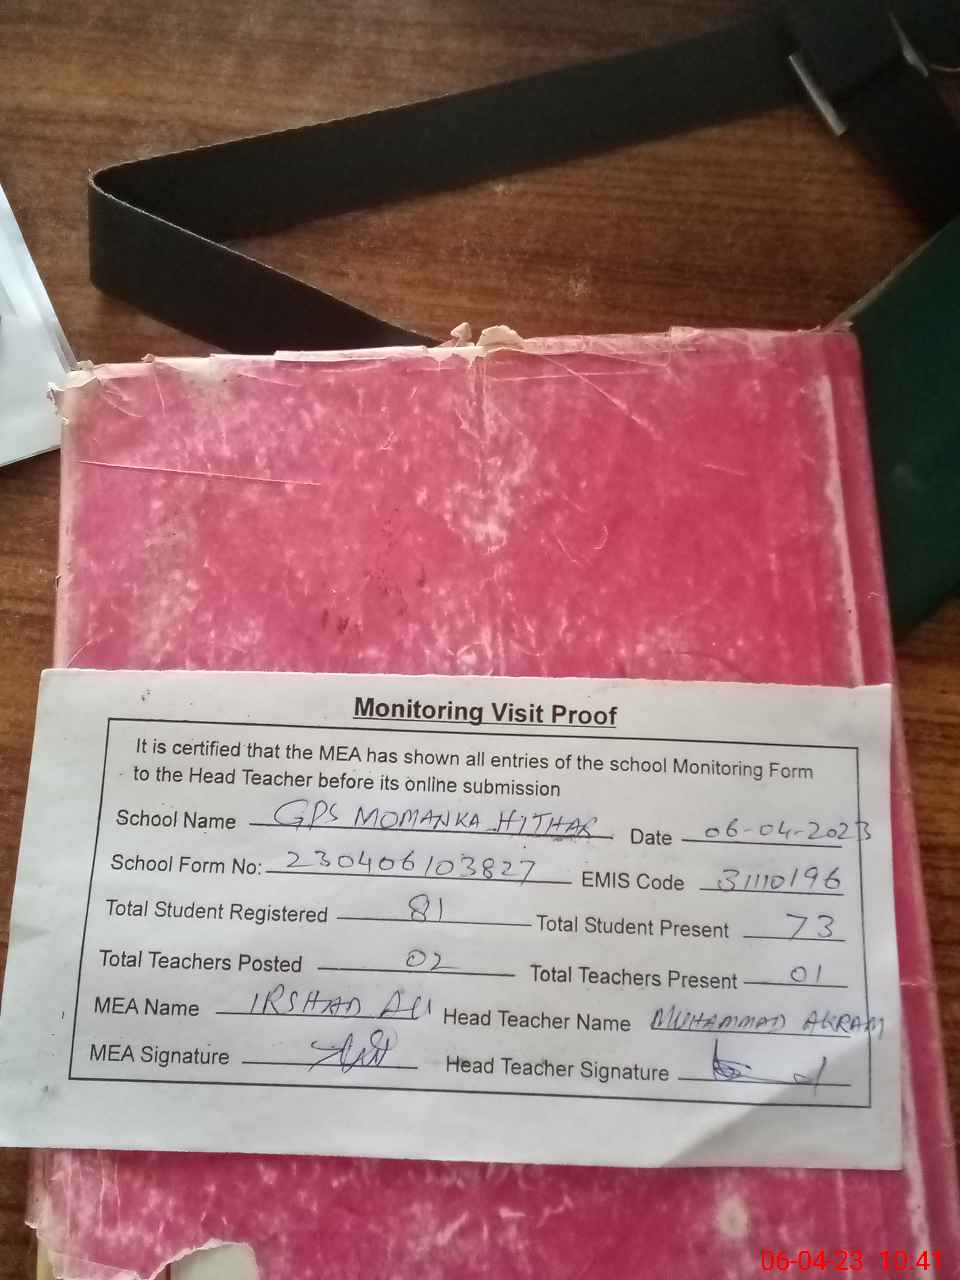 Monitoring Visit Proof
It is certified that the MEA has shown all entries of the school Monitoring Form
to the Head Teacher before its online submission
School Name GPS MOMANKA HITHAR Date 06-04-2023
School Form No: 230406103827 EMIS Code 31110196
Total Student Registered 81 Total Student Present 73
Total Teachers Posted 02 Total Teachers Present 01
MEA Name IRSHAD ALI Head Teacher Name MUHAMMAD AKRAM
MEA Signature Head Teacher Signature
06-04-23 10:41